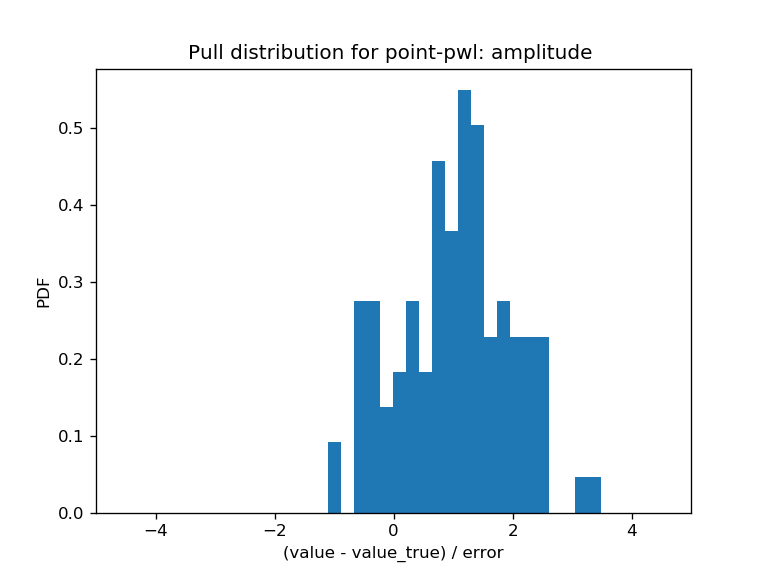 Pull distribution for point-pwl: amplitude
PDF
0.5
0.4
0.3
0.2
0.1
0.0
−4 −2 0 2 4
(value - value_true) / error